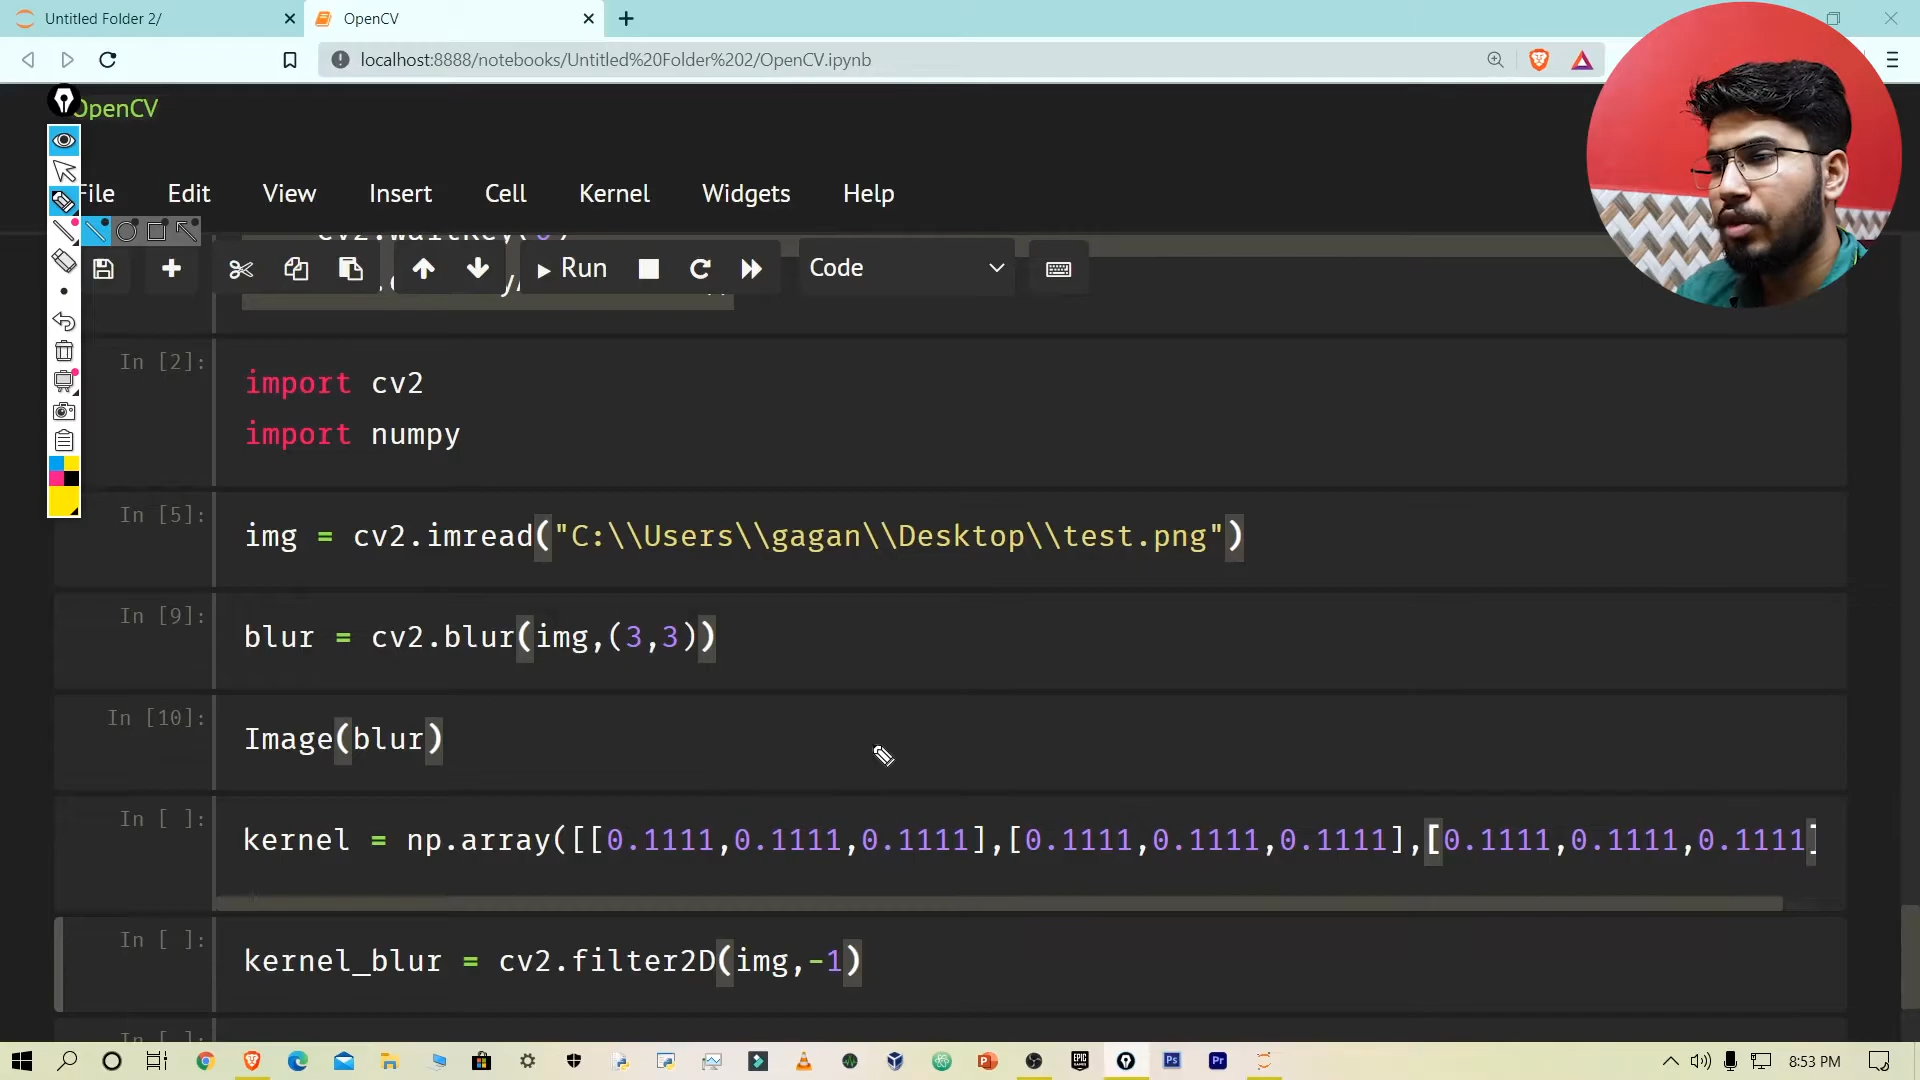 Untitled Folder 2/
OpenCV
localhost:8888/notebooks/Untitled%20Folder%202/OpenCV.ipynb
OpenCV
File Edit View Insert Cell Kernel Widgets Help
cv2.waitKey(0)
Run Code
In [2]:
import cv2
import numpy
In [5]:
img = cv2.imread("C:\\Users\\gagan\\Desktop\\test.png")
In [9]:
blur = cv2.blur(img,(3,3))
In [10]:
Image(blur)
In [ ]:
kernel = np.array([[0.1111,0.1111,0.1111],[0.1111,0.1111,0.1111],[0.1111,0.1111,0.1111]
In [ ]:
kernel_blur = cv2.filter2D(img,-1)
In [ ]:
8:53 PM